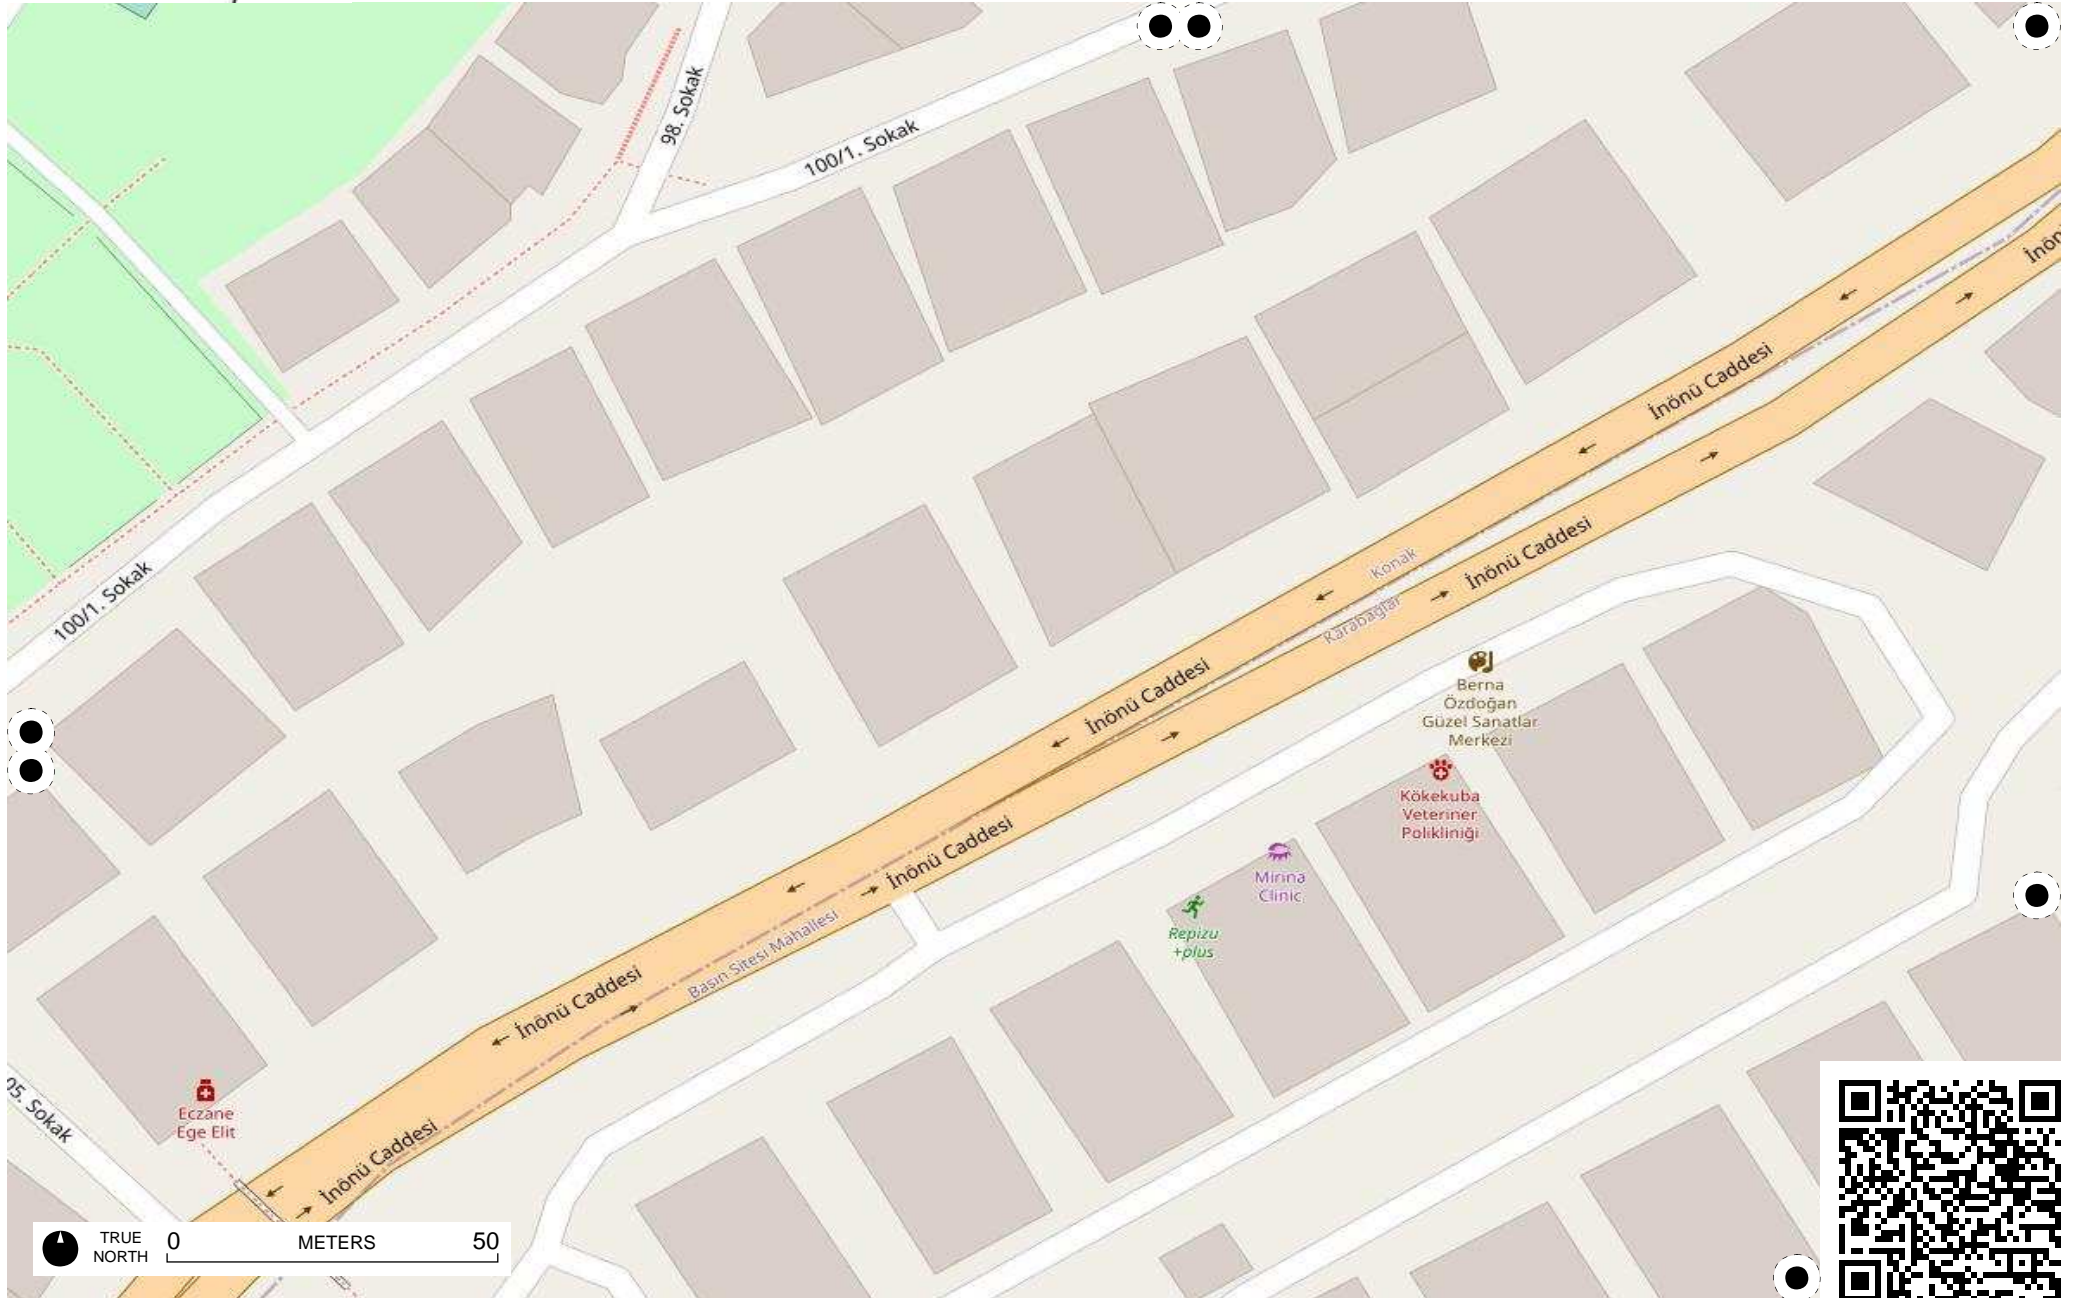 98. Sokak
100/1. Sokak
İnönü Caddesi
Konak
İnönü Caddesi
Karabağlar
100/1. Sokak
İnönü Caddesi
Berna
Özdoğan
Güzel Sanatlar
Merkezi
Kökekuba
Veteriner
Polikliniği
İnönü Caddesi
Mirina
Clinic
Repizu
+plus
Basın Sitesi Mahallesi
İnönü Caddesi
Eczane
Ege Elit
05. Sokak
İnönü Caddesi
TRUE
NORTH
0 METERS 50